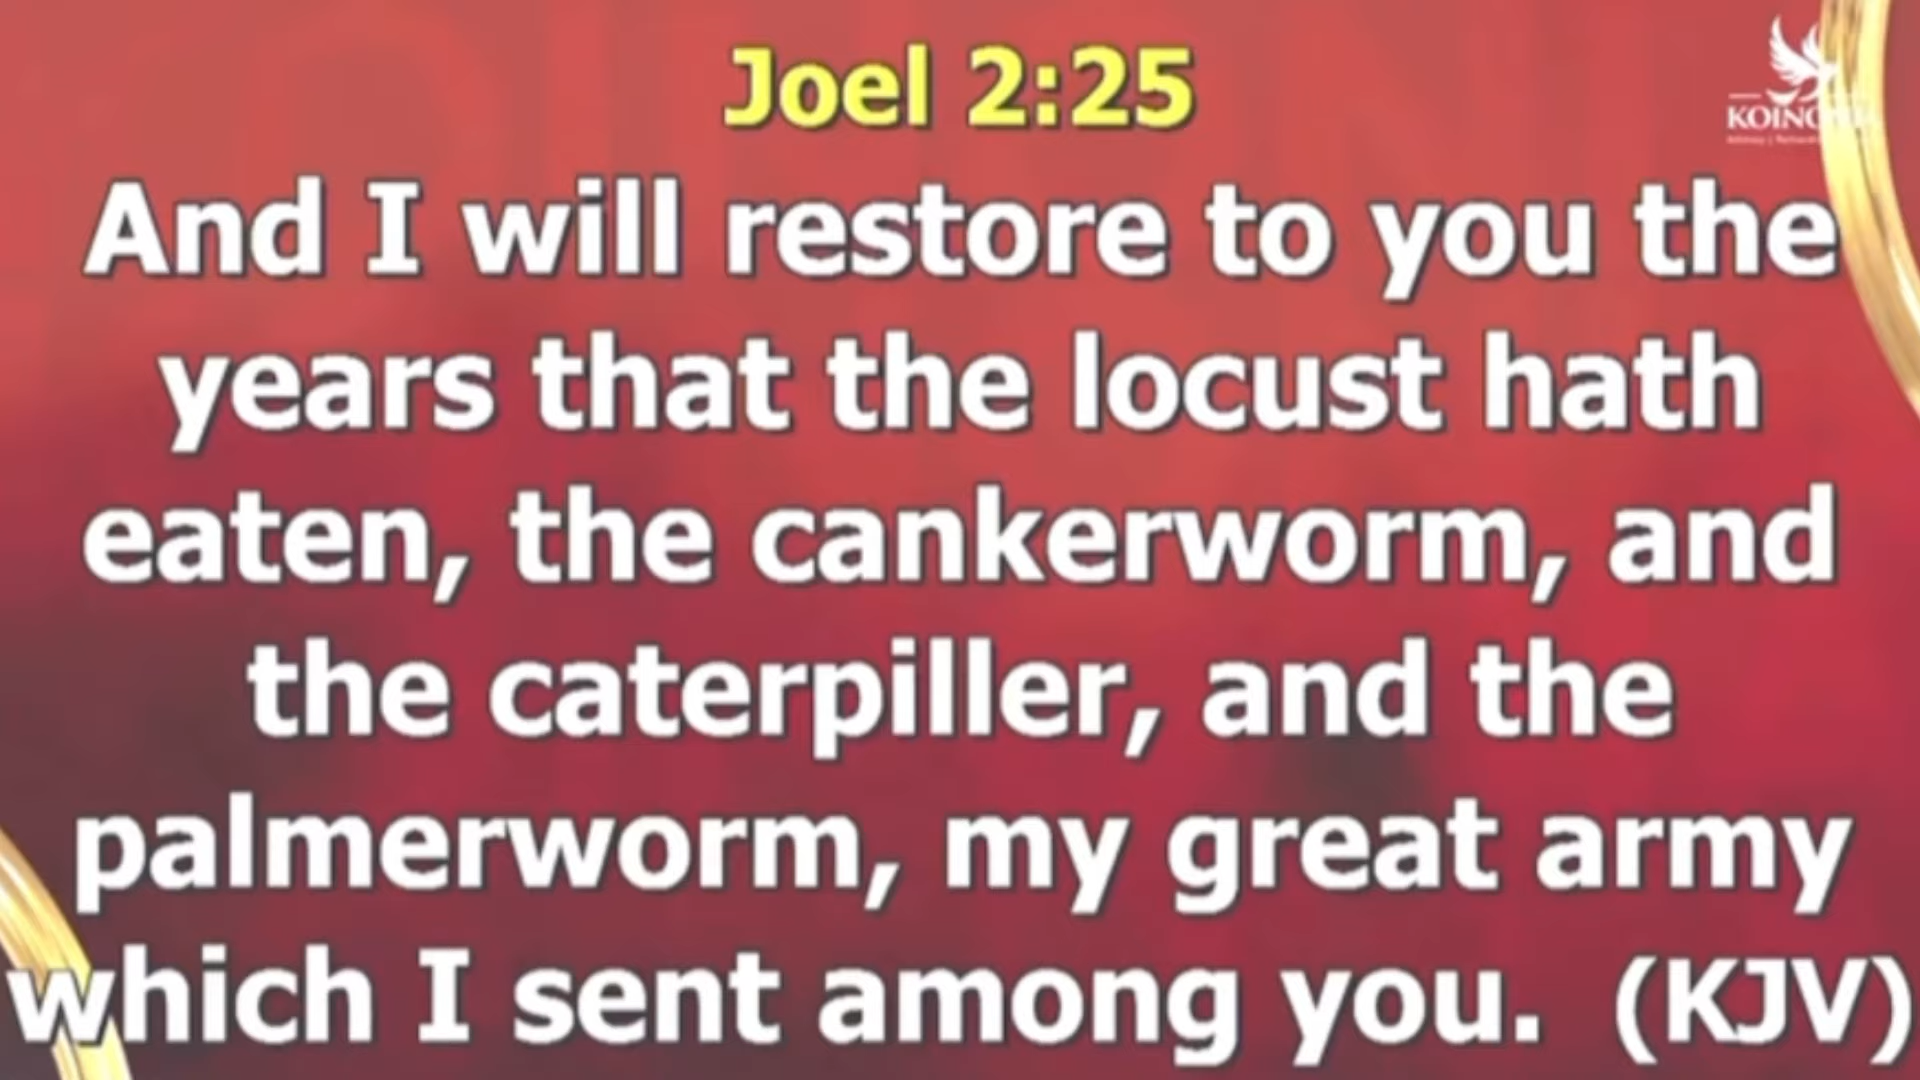 Joel 2:25
And I will restore to you the
years that the locust hath
eaten, the cankerworm, and
the caterpiller, and the
palmerworm, my great army
which I sent among you. (KJV)